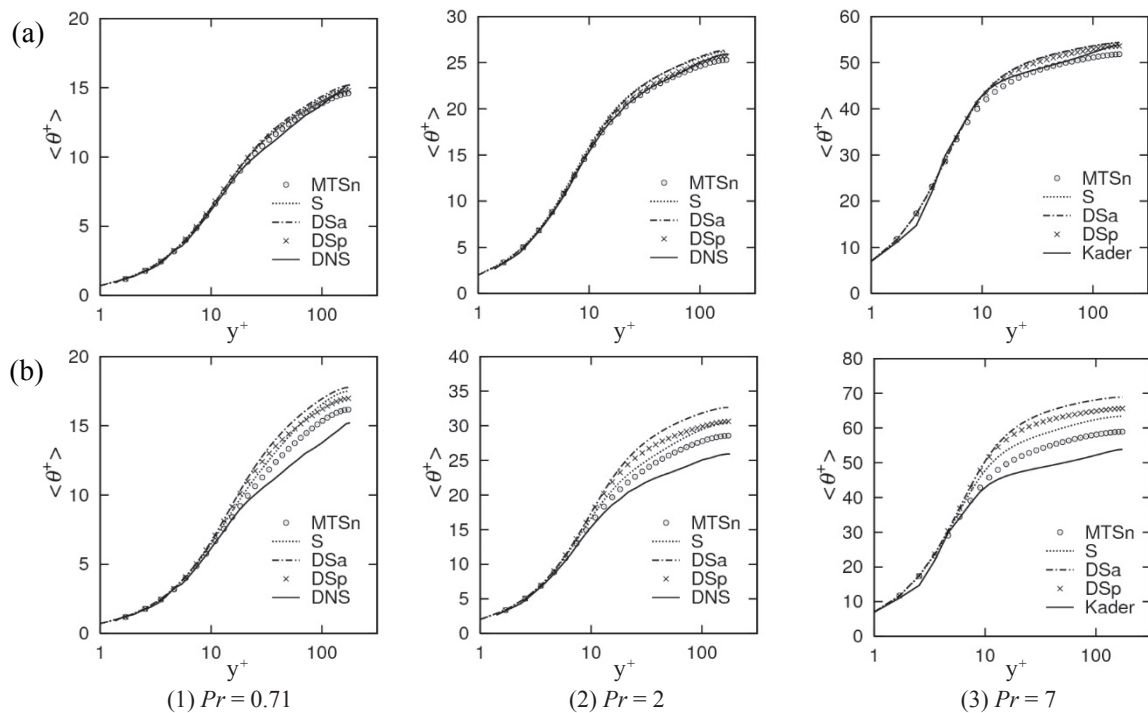 (a)
20
15
10
5
0
<θ⁺>
1
10
100
y⁺
MTSn
S
DSa
DSp
DNS
30
25
20
15
10
5
0
<θ⁺>
1
10
100
y⁺
MTSn
S
DSa
DSp
DNS
60
50
40
30
20
10
0
<θ⁺>
1
10
100
y⁺
MTSn
S
DSa
DSp
Kader
(b)
20
15
10
5
0
<θ⁺>
1
10
100
y⁺
MTSn
S
DSa
DSp
DNS
(1) Pr = 0.71
40
35
30
25
20
15
10
5
0
<θ⁺>
1
10
100
y⁺
MTSn
S
DSa
DSp
DNS
(2) Pr = 2
80
70
60
50
40
30
20
10
0
<θ⁺>
1
10
100
y⁺
MTSn
S
DSa
DSp
Kader
(3) Pr = 7